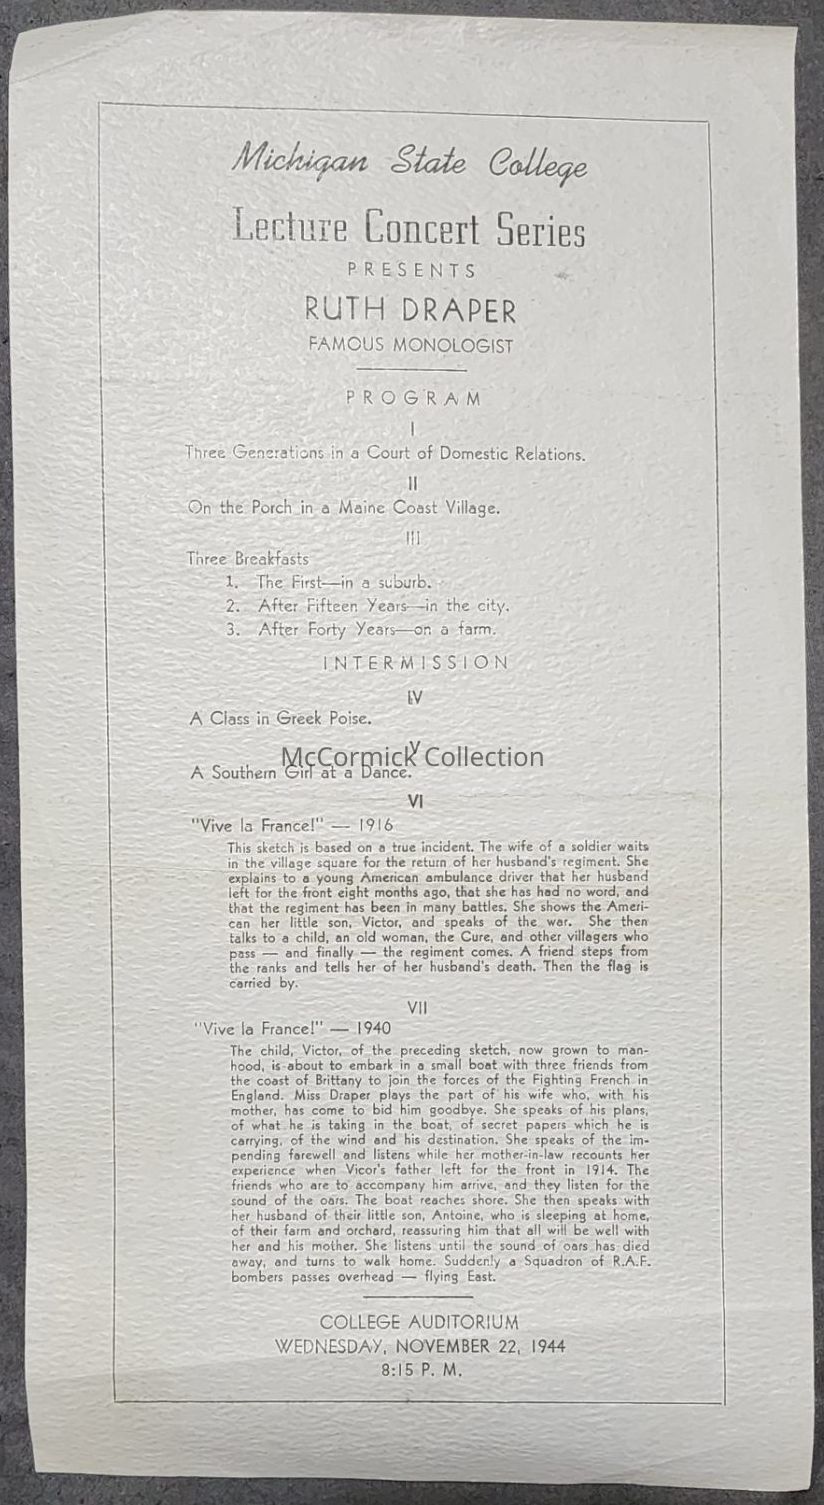 Michigan State College
Lecture Concert Series
PRESENTS
RUTH DRAPER
FAMOUS MONOLOGIST
PROGRAM
I
Three Generations in a Court of Domestic Relations.
II
On the Porch in a Maine Coast Village.
III
Three Breakfasts
1. The First—in a suburb.
2. After Fifteen Years—in the city.
3. After Forty Years—on a farm.
INTERMISSION
IV
A Class in Greek Poise.
V
McCormick Collection
A Southern Girl at a Dance.
VI
"Vive la France!" — 1916
This sketch is based on a true incident. The wife of a soldier waits
in the village square for the return of her husband's regiment. She
explains to a young American ambulance driver that her husband
left for the front eight months ago, that she has had no word, and
that the regiment has been in many battles. She shows the Ameri-
can her little son, Victor, and speaks of the war. She then
talks to a child, an old woman, the Cure, and other villagers who
pass — and finally — the regiment comes. A friend steps from
the ranks and tells her of her husband's death. Then the flag is
carried by.
VII
"Vive la France!" — 1940
The child, Victor, of the preceding sketch, now grown to man-
hood, is about to embark in a small boat with three friends from
the coast of Brittany to join the forces of the Fighting French in
England. Miss Draper plays the part of his wife who, with his
mother, has come to bid him goodbye. She speaks of his plans,
of what he is taking in the boat, of secret papers which he is
carrying, of the wind and his destination. She speaks of the im-
pending farewell and listens while her mother-in-law recounts her
experience when Vicor's father left for the front in 1914. The
friends who are to accompany him arrive, and they listen for the
sound of the oars. The boat reaches shore. She then speaks with
her husband of their little son, Antoine, who is sleeping at home,
of their farm and orchard, reassuring him that all will be well with
her and his mother. She listens until the sound of oars has died
away, and turns to walk home. Suddenly a Squadron of R.A.F.
bombers passes overhead — flying East.
COLLEGE AUDITORIUM
WEDNESDAY, NOVEMBER 22, 1944
8:15 P. M.